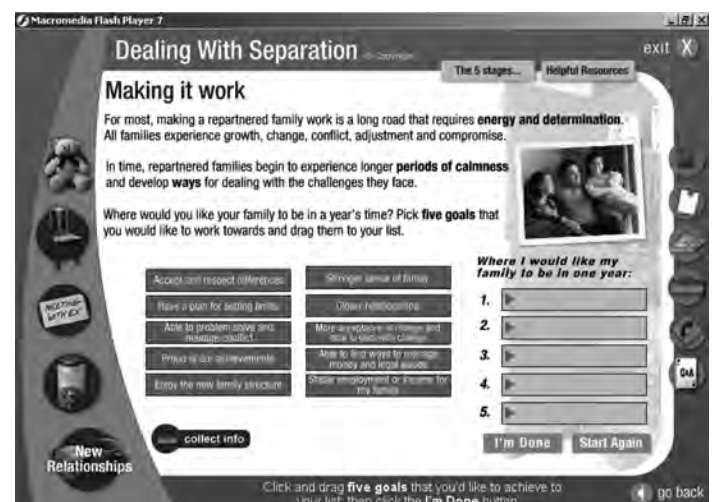 Macromedia Flash Player 7
Dealing With Separation
exit X
The 5 stages...
Helpful Resources
Making it work
For most, making a repartnered family work is a long road that requires energy and determination.
All families experience growth, change, conflict, adjustment and compromise.
In time, repartnered families begin to experience longer periods of calmness
and develop ways for dealing with the challenges they face.
Where would you like your family to be in a year's time? Pick five goals that
you would like to work towards and drag them to your list.
Accept and respect differences
Stronger sense of family
Have a plan for setting limits
Closer relationships
Able to problem solve and
manage conflict
More acceptance of change and
able to deal with change
Proud of our achievements
Able to find ways to manage
money and legal issues
Enjoy the new family structure
Stable employment or income for
my family
Where I would like my
family to be in one year:
1.
2.
3.
4.
5.
MEETING
WITH EX
Q&A
collect info
I'm Done
Start Again
New
Relationships
Click and drag five goals that you'd like to achieve to
your list, then click the I'm Done button.
go back